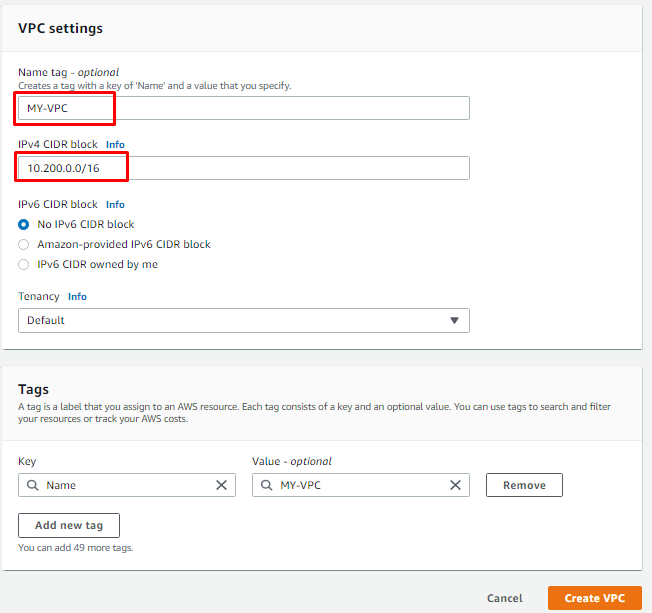 VPC settings
Name tag - optional
Creates a tag with a key of 'Name' and a value that you specify.
MY-VPC
IPv4 CIDR block Info
10.200.0.0/16
IPv6 CIDR block Info
No IPv6 CIDR block
Amazon-provided IPv6 CIDR block
IPv6 CIDR owned by me
Tenancy Info
Default
Tags
A tag is a label that you assign to an AWS resource. Each tag consists of a key and an optional value. You can use tags to search and filter
your resources or track your AWS costs.
Key Value - optional
Name MY-VPC Remove
Add new tag
You can add 49 more tags.
Cancel Create VPC